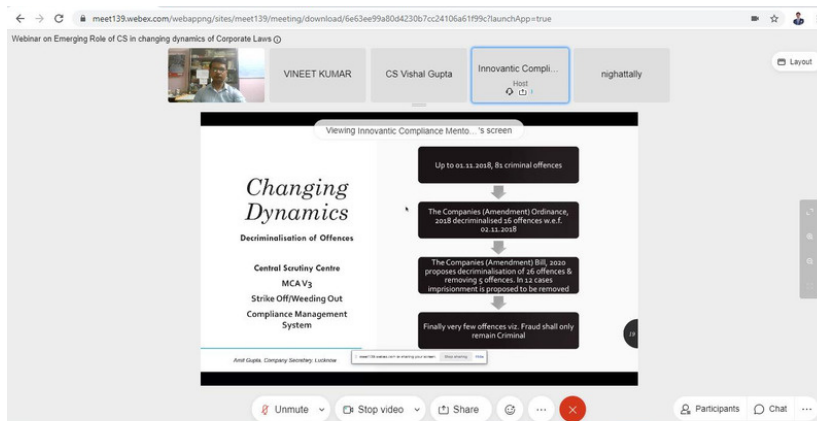 meet139.webex.com/webappng/sites/meet139/meeting/download/6e63ee99a80d4230b7cc24106a61f99c?launchApp=true
Webinar on Emerging Role of CS in changing dynamics of Corporate Laws
Layout
VINEET KUMAR
CS Vishal Gupta
Innovantic Compli...
Host
nighattally
Viewing Innovantic Compliance Mento... 's screen
Changing
Dynamics
Decriminalisation of Offences
Central Scrutiny Centre
MCA V3
Strike Off/Weeding Out
Compliance Management
System
Amit Gupta, Company Secretary, Lucknow
Up to 01.11.2018, 81 criminal offences
The Companies (Amendment) Ordinance,
2018 decriminalised 16 offences w.e.f.
02.11.2018
The Companies (Amendment) Bill, 2020
proposes decriminalisation of 26 offences &
removing 5 offences. In 12 cases
imprisionment is proposed to be removed
Finally very few offences viz. Fraud shall only
remain Criminal
19
Stop sharing
Hide
Unmute
Stop video
Share
Participants
Chat